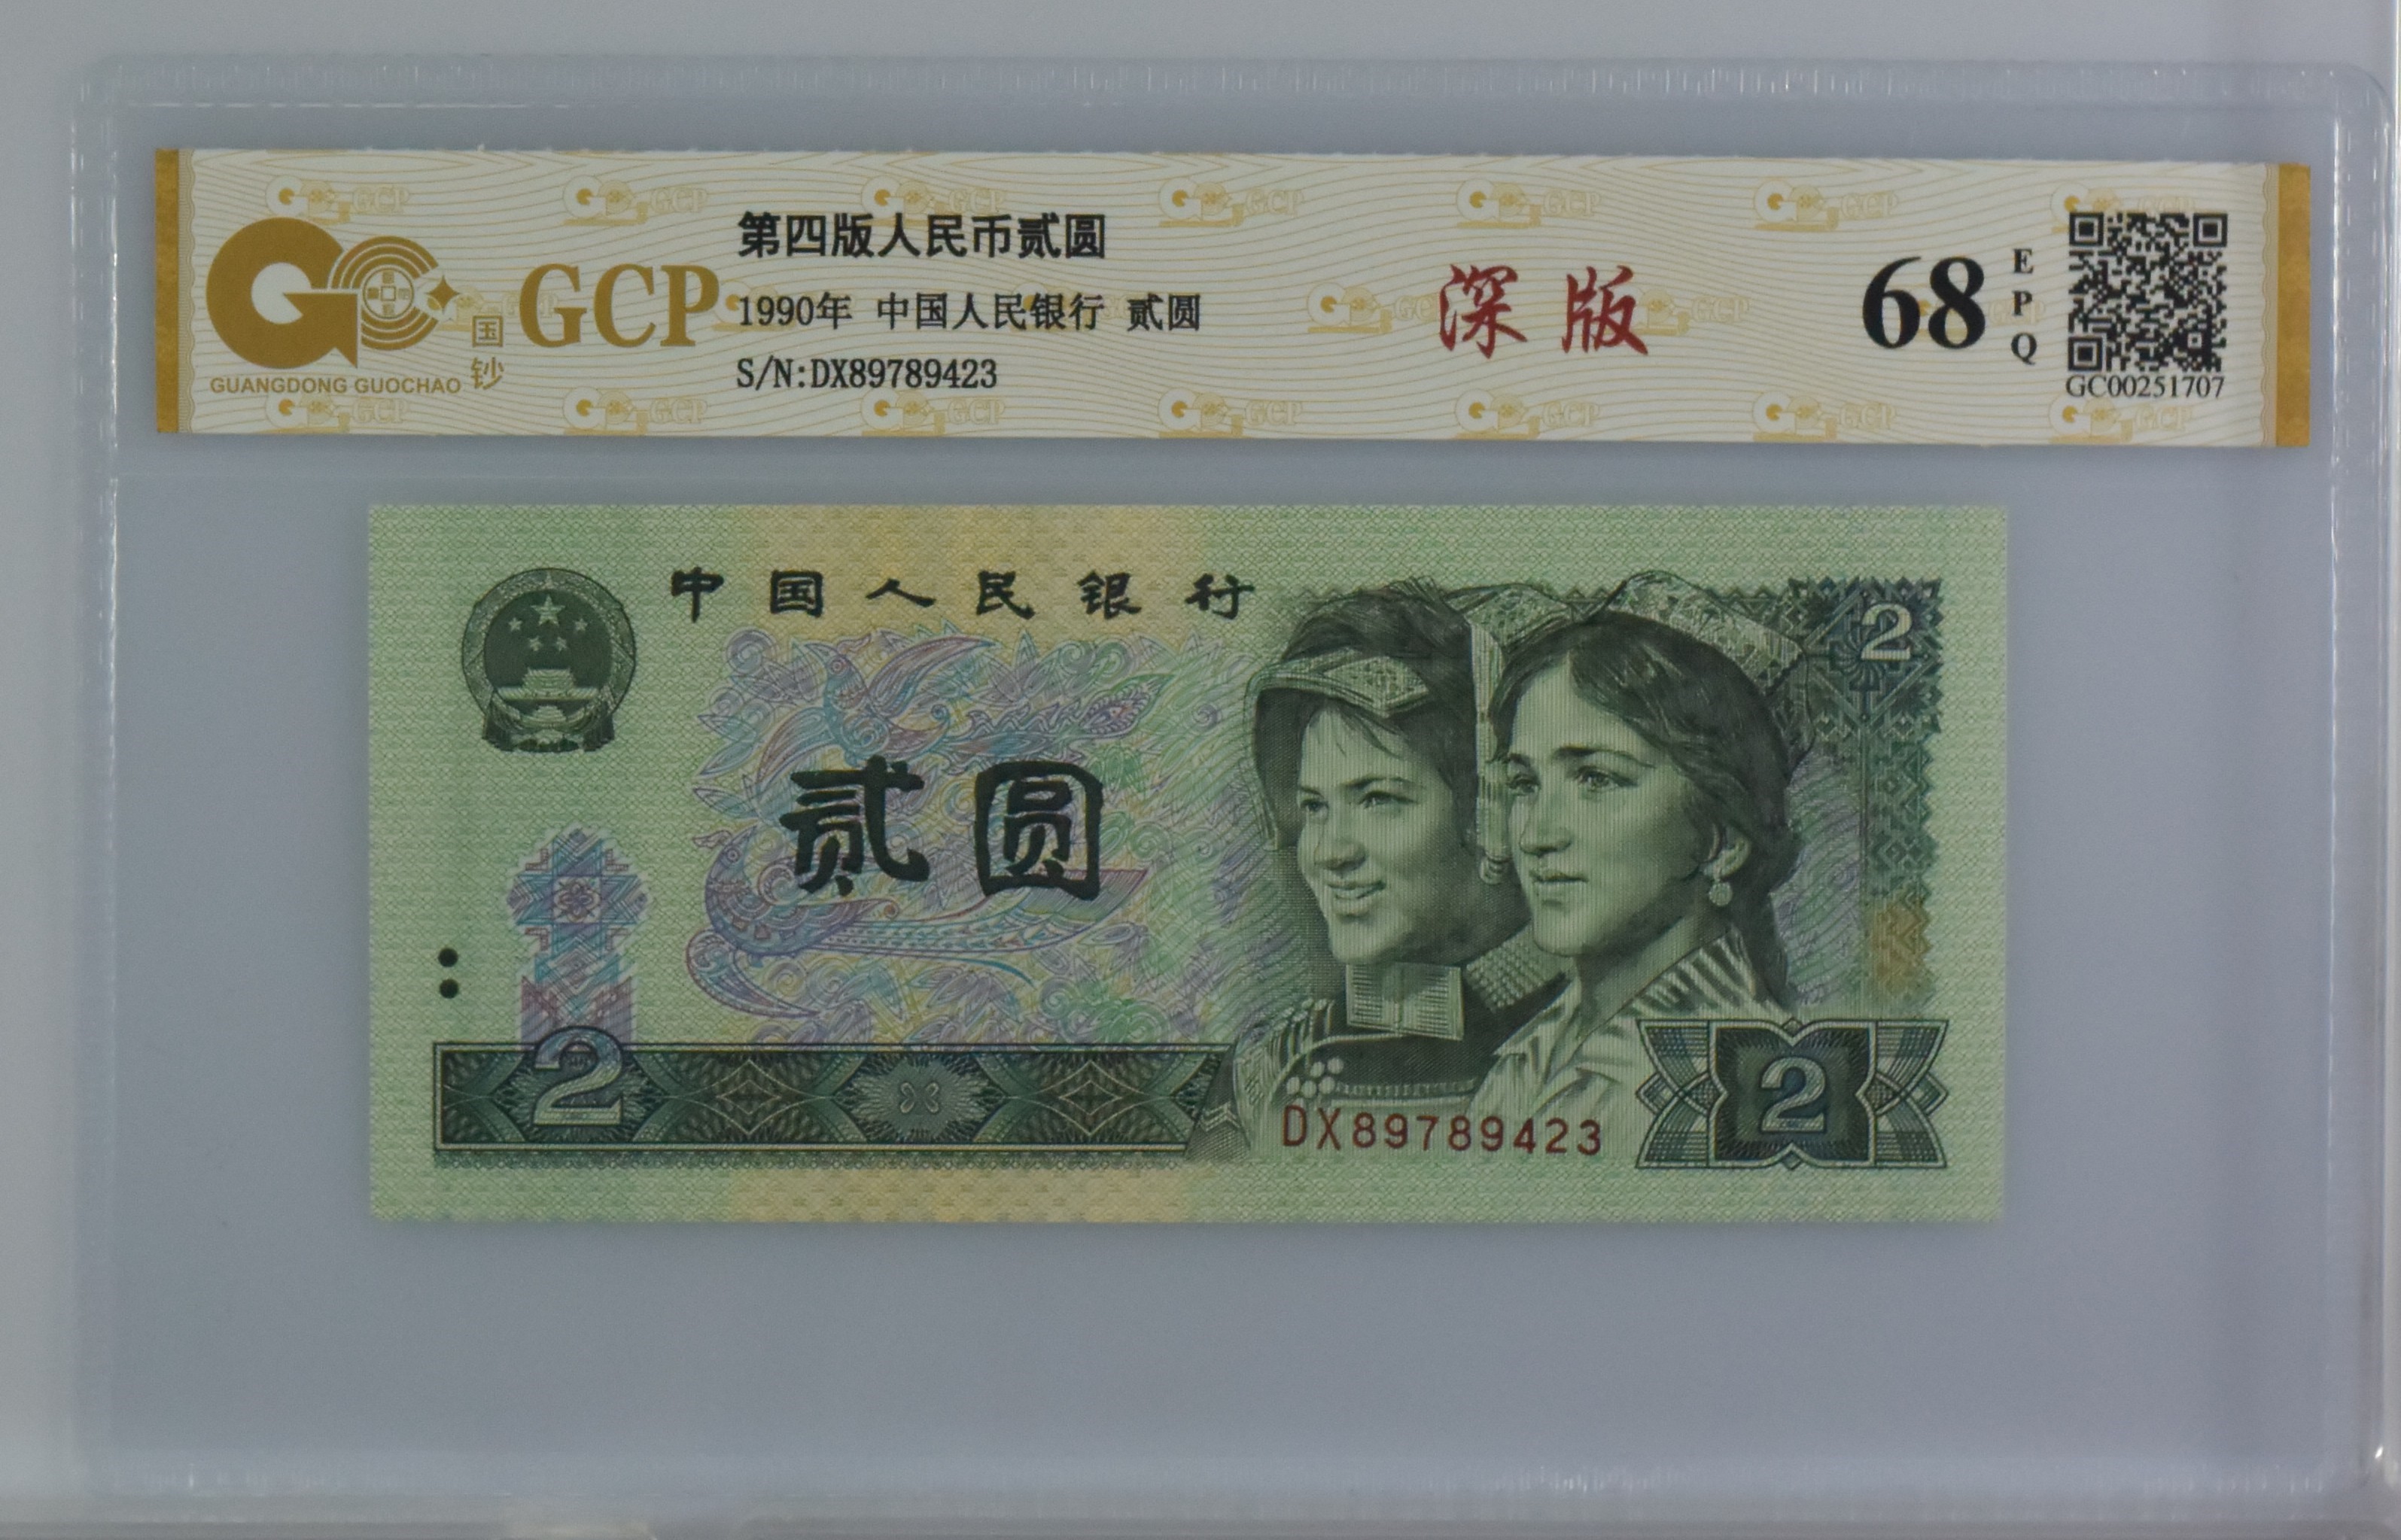 第四版人民币贰圆
GCP
1990年 中国人民银行 贰圆
S/N:DX89789423
国钞
GUANGDONG GUOCHAO
深版
68
EPQ
GC00251707
中国人民银行
2
贰圆
2
DX89789423
2